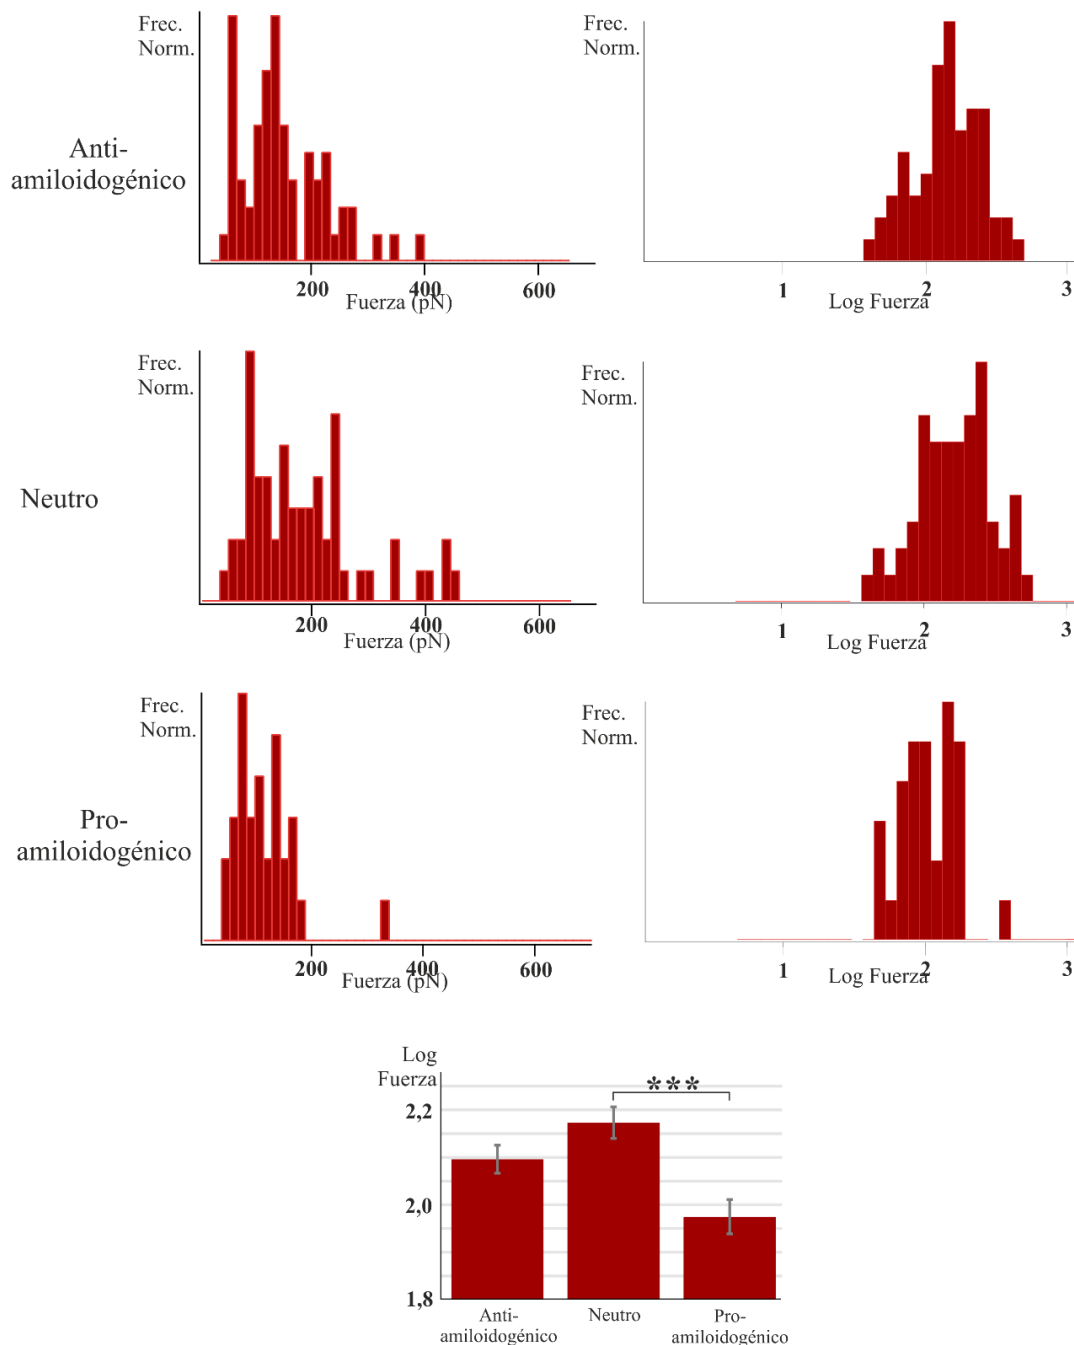 Frec.
Norm.
Anti-
amiloidogénico
200 400 600
Fuerza (pN)
Frec.
Norm.
1 2 3
Log Fuerza
Frec.
Norm.
Neutro
200 400 600
Fuerza (pN)
Frec.
Norm.
1 2 3
Log Fuerza
Frec.
Norm.
Pro-
amiloidogénico
200 400 600
Fuerza (pN)
Frec.
Norm.
1 2 3
Log Fuerza
Log
Fuerza
***
2,2
2,0
1,8
Anti-
amiloidogénico
Neutro
Pro-
amiloidogénico